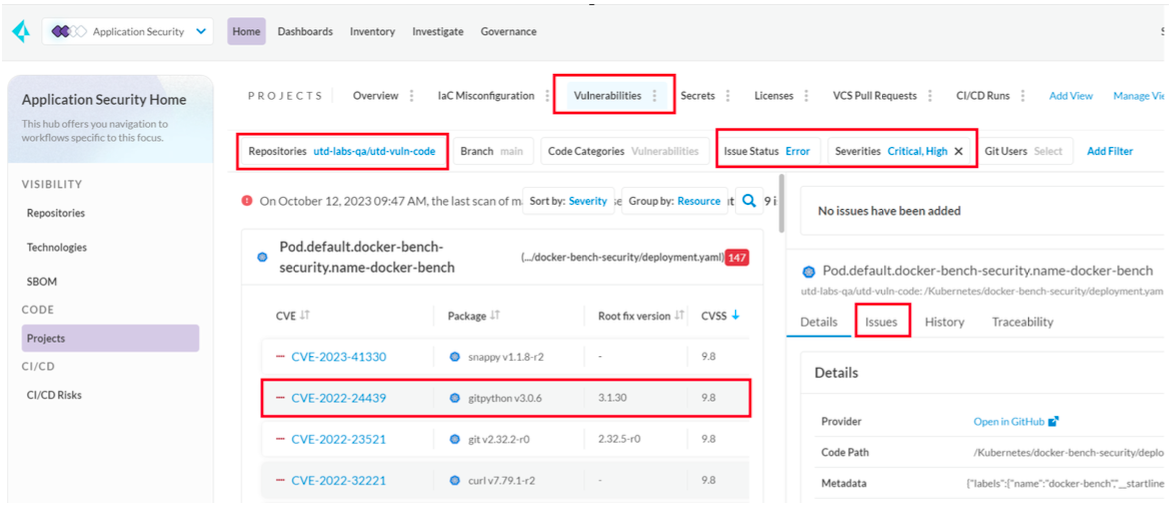 Application Security
Home
Dashboards
Inventory
Investigate
Governance
Application Security Home
This hub offers you navigation to
workflows specific to this focus.
VISIBILITY
Repositories
Technologies
SBOM
CODE
Projects
CI/CD
CI/CD Risks
PROJECTS
Overview
IaC Misconfiguration
Vulnerabilities
Secrets
Licenses
VCS Pull Requests
CI/CD Runs
Add View
Manage Vie
Repositories utd-labs-qa/utd-vuln-code
Branch main
Code Categories Vulnerabilities
Issue Status Error
Severities Critical, High
Git Users Select
Add Filter
On October 12, 2023 09:47 AM, the last scan of m
Sort by: Severity
Group by: Resource
Pod.default.docker-bench-
security.name-docker-bench
(.../docker-bench-security/deployment.yaml)
147
CVE
Package
Root fix version
CVSS
CVE-2023-41330
snappy v1.1.8-r2
-
9.8
CVE-2022-24439
gitpython v3.0.6
3.1.30
9.8
CVE-2022-23521
git v2.32.2-r0
2.32.5-r0
9.8
CVE-2022-32221
curl v7.79.1-r2
-
9.8
No issues have been added
Pod.default.docker-bench-security.name-docker-bench
utd-labs-qa/utd-vuln-code: /Kubernetes/docker-bench-security/deployment.yam
Details
Issues
History
Traceability
Details
Provider
Open in GitHub
Code Path
/Kubernetes/docker-bench-security/deplo
Metadata
{"labels":{"name":"docker-bench","__startline